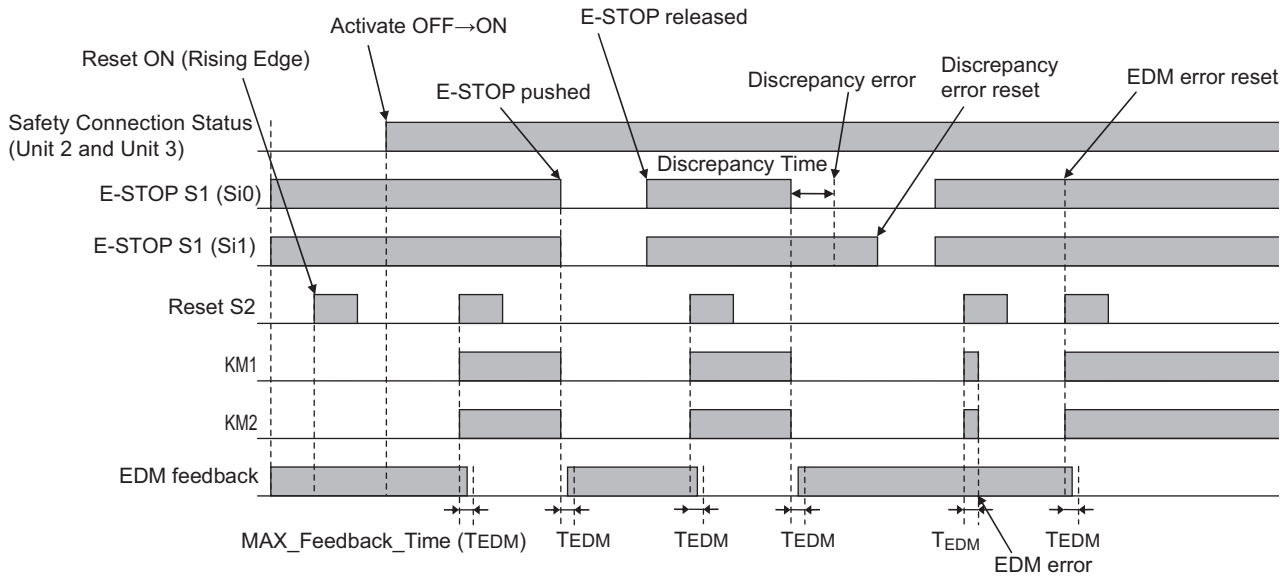 E-STOP released
Activate OFF→ON
Reset ON (Rising Edge)
Discrepancy error
Discrepancy
error reset
EDM error reset
E-STOP pushed
Safety Connection Status
(Unit 2 and Unit 3)
Discrepancy Time
E-STOP S1 (Si0)
E-STOP S1 (Si1)
Reset S2
KM1
KM2
EDM feedback
MAX_Feedback_Time (TEDM)
TEDM
TEDM
TEDM
TEDM
TEDM
EDM error